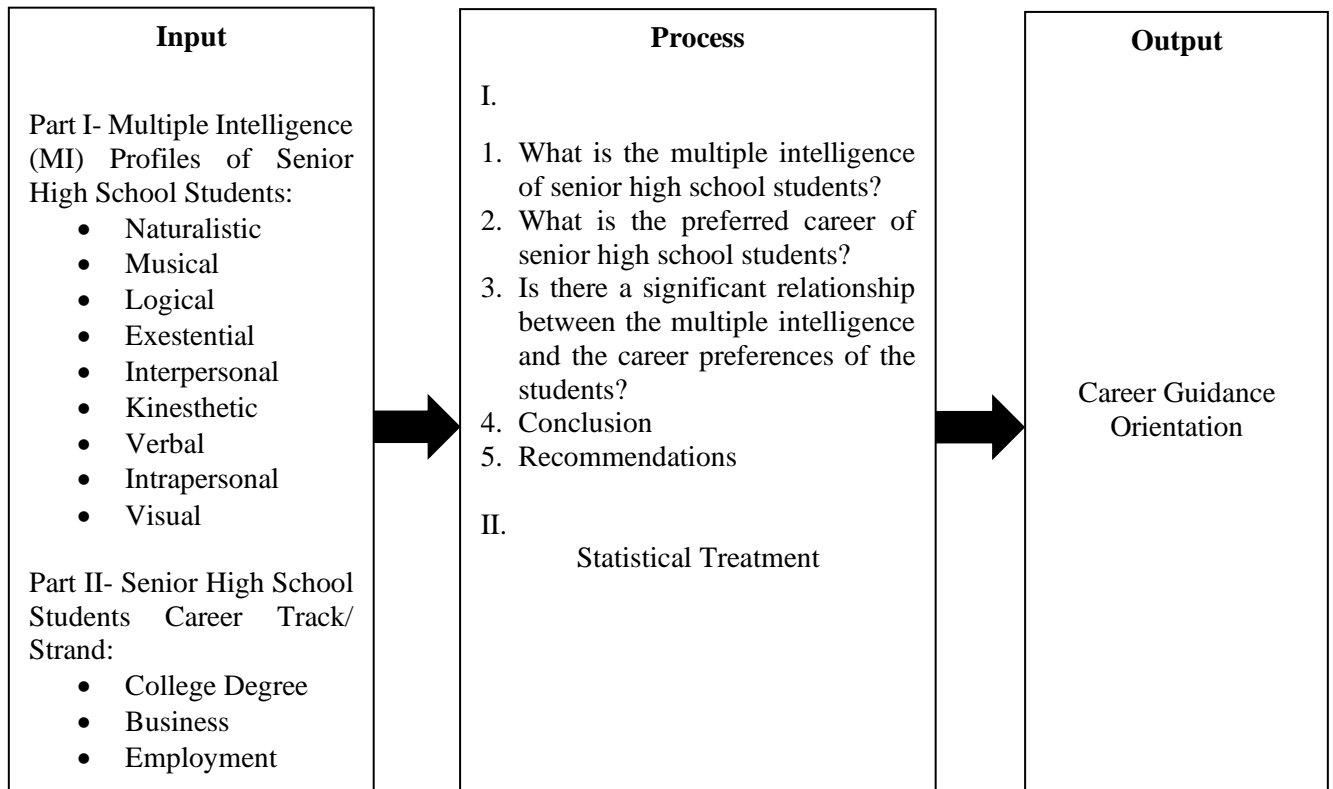 Input
Part I- Multiple Intelligence
(MI) Profiles of Senior
High School Students:
• Naturalistic
• Musical
• Logical
• Exestential
• Interpersonal
• Kinesthetic
• Verbal
• Intrapersonal
• Visual
Part II- Senior High School
Students Career Track/
Strand:
• College Degree
• Business
• Employment
Process
I.
1. What is the multiple intelligence
of senior high school students?
2. What is the preferred career of
senior high school students?
3. Is there a significant relationship
between the multiple intelligence
and the career preferences of the
students?
4. Conclusion
5. Recommendations
II.
Statistical Treatment
Output
Career Guidance
Orientation